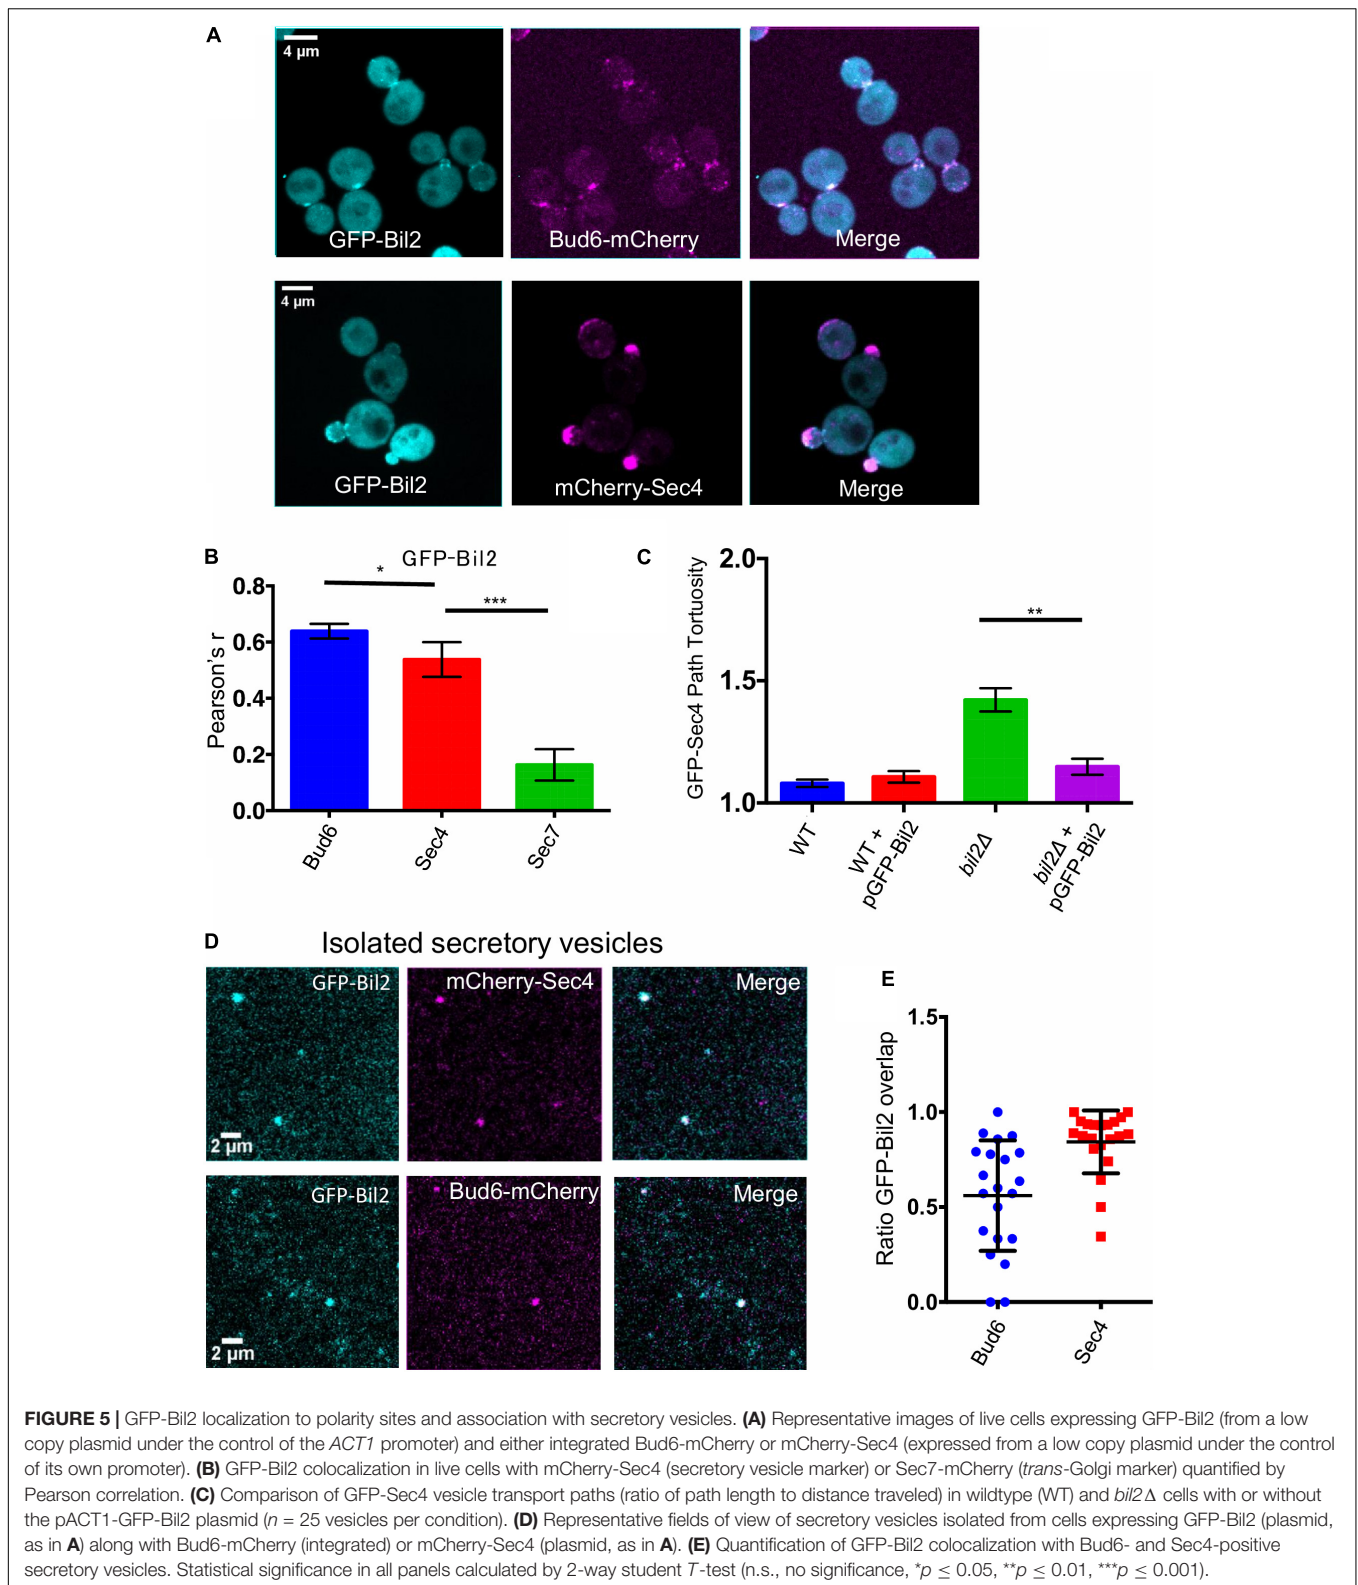 A
4 μm
GFP-Bil2
Bud6-mCherry
Merge
4 μm
GFP-Bil2
mCherry-Sec4
Merge
B
GFP-Bil2
*
***
Pearson's r
0.8
0.6
0.4
0.2
0.0
Bud6
Sec4
Sec7
C
GFP-Sec4 Path Tortuosity
2.0
1.5
1.0
**
WT
WT +
pGFP-Bil2
bil2Δ
bil2Δ +
pGFP-Bil2
D
Isolated secretory vesicles
GFP-Bil2
mCherry-Sec4
Merge
2 μm
GFP-Bil2
Bud6-mCherry
Merge
2 μm
E
Ratio GFP-Bil2 overlap
1.5
1.0
0.5
0.0
Bud6
Sec4
FIGURE 5 | GFP-Bil2 localization to polarity sites and association with secretory vesicles. (A) Representative images of live cells expressing GFP-Bil2 (from a low
copy plasmid under the control of the ACT1 promoter) and either integrated Bud6-mCherry or mCherry-Sec4 (expressed from a low copy plasmid under the control
of its own promoter). (B) GFP-Bil2 colocalization in live cells with mCherry-Sec4 (secretory vesicle marker) or Sec7-mCherry (trans-Golgi marker) quantified by
Pearson correlation. (C) Comparison of GFP-Sec4 vesicle transport paths (ratio of path length to distance traveled) in wildtype (WT) and bil2Δ cells with or without
the pACT1-GFP-Bil2 plasmid (n = 25 vesicles per condition). (D) Representative fields of view of secretory vesicles isolated from cells expressing GFP-Bil2 (plasmid,
as in A) along with Bud6-mCherry (integrated) or mCherry-Sec4 (plasmid, as in A). (E) Quantification of GFP-Bil2 colocalization with Bud6- and Sec4-positive
secretory vesicles. Statistical significance in all panels calculated by 2-way student T-test (n.s., no significance, *p ≤ 0.05, **p ≤ 0.01, ***p ≤ 0.001).